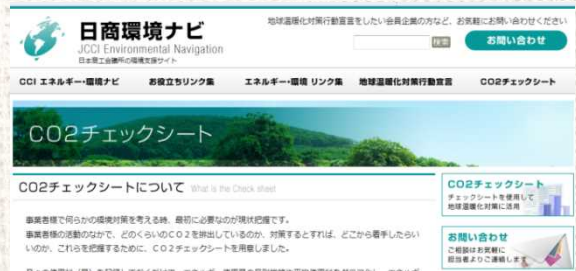 地球温暖化対策行動宣言をしたい会員企業の方など、お気軽にお問い合わせください
日商環境ナビ
JCCI Environmental Navigation
日本商工会議所の環境支援サイト
検索
お問い合わせ
CCI エネルギー・環境ナビ
お役立ちリンク集
エネルギー・環境 リンク集
地球温暖化対策行動宣言
CO2チェックシート
CO2チェックシート
CO2チェックシートについて What is the Check sheet
事業者様で何らかの環境対策を考える時、最初に必要なのが現状把握です。
事業者様の活動のなかで、どのくらいのCO2を排出しているのか、対策するとすれば、どこから着手したらい
いのか、これらを把握するために、CO2チェックシートを用意しました。
CO2チェックシート
チェックシートを使用して
地球温暖化対策に活用
お問い合わせ
ご相談はお気軽に
担当者よりご連絡します